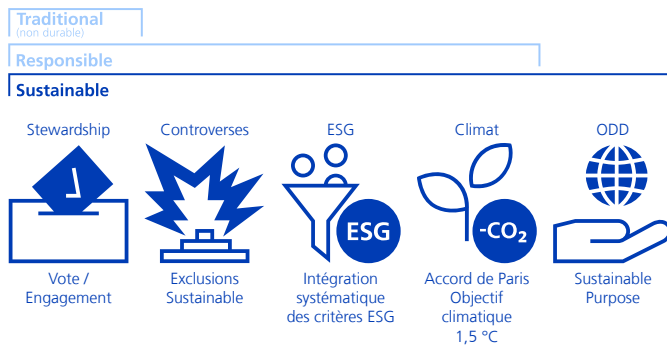 Traditional
(non durable)
Responsible
Sustainable
Stewardship
Controverses
ESG
Climat
ODD
ESG
-CO₂
Vote /
Engagement
Exclusions
Sustainable
Intégration
systématique
des critères ESG
Accord de Paris
Objectif
climatique
1,5 °C
Sustainable
Purpose